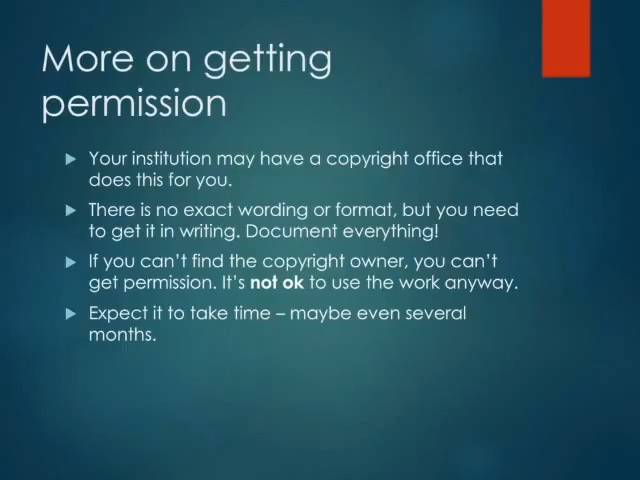 More on getting
permission
Your institution may have a copyright office that
does this for you.
There is no exact wording or format, but you need
to get it in writing. Document everything!
If you can’t find the copyright owner, you can’t
get permission. It’s not ok to use the work anyway.
Expect it to take time – maybe even several
months.